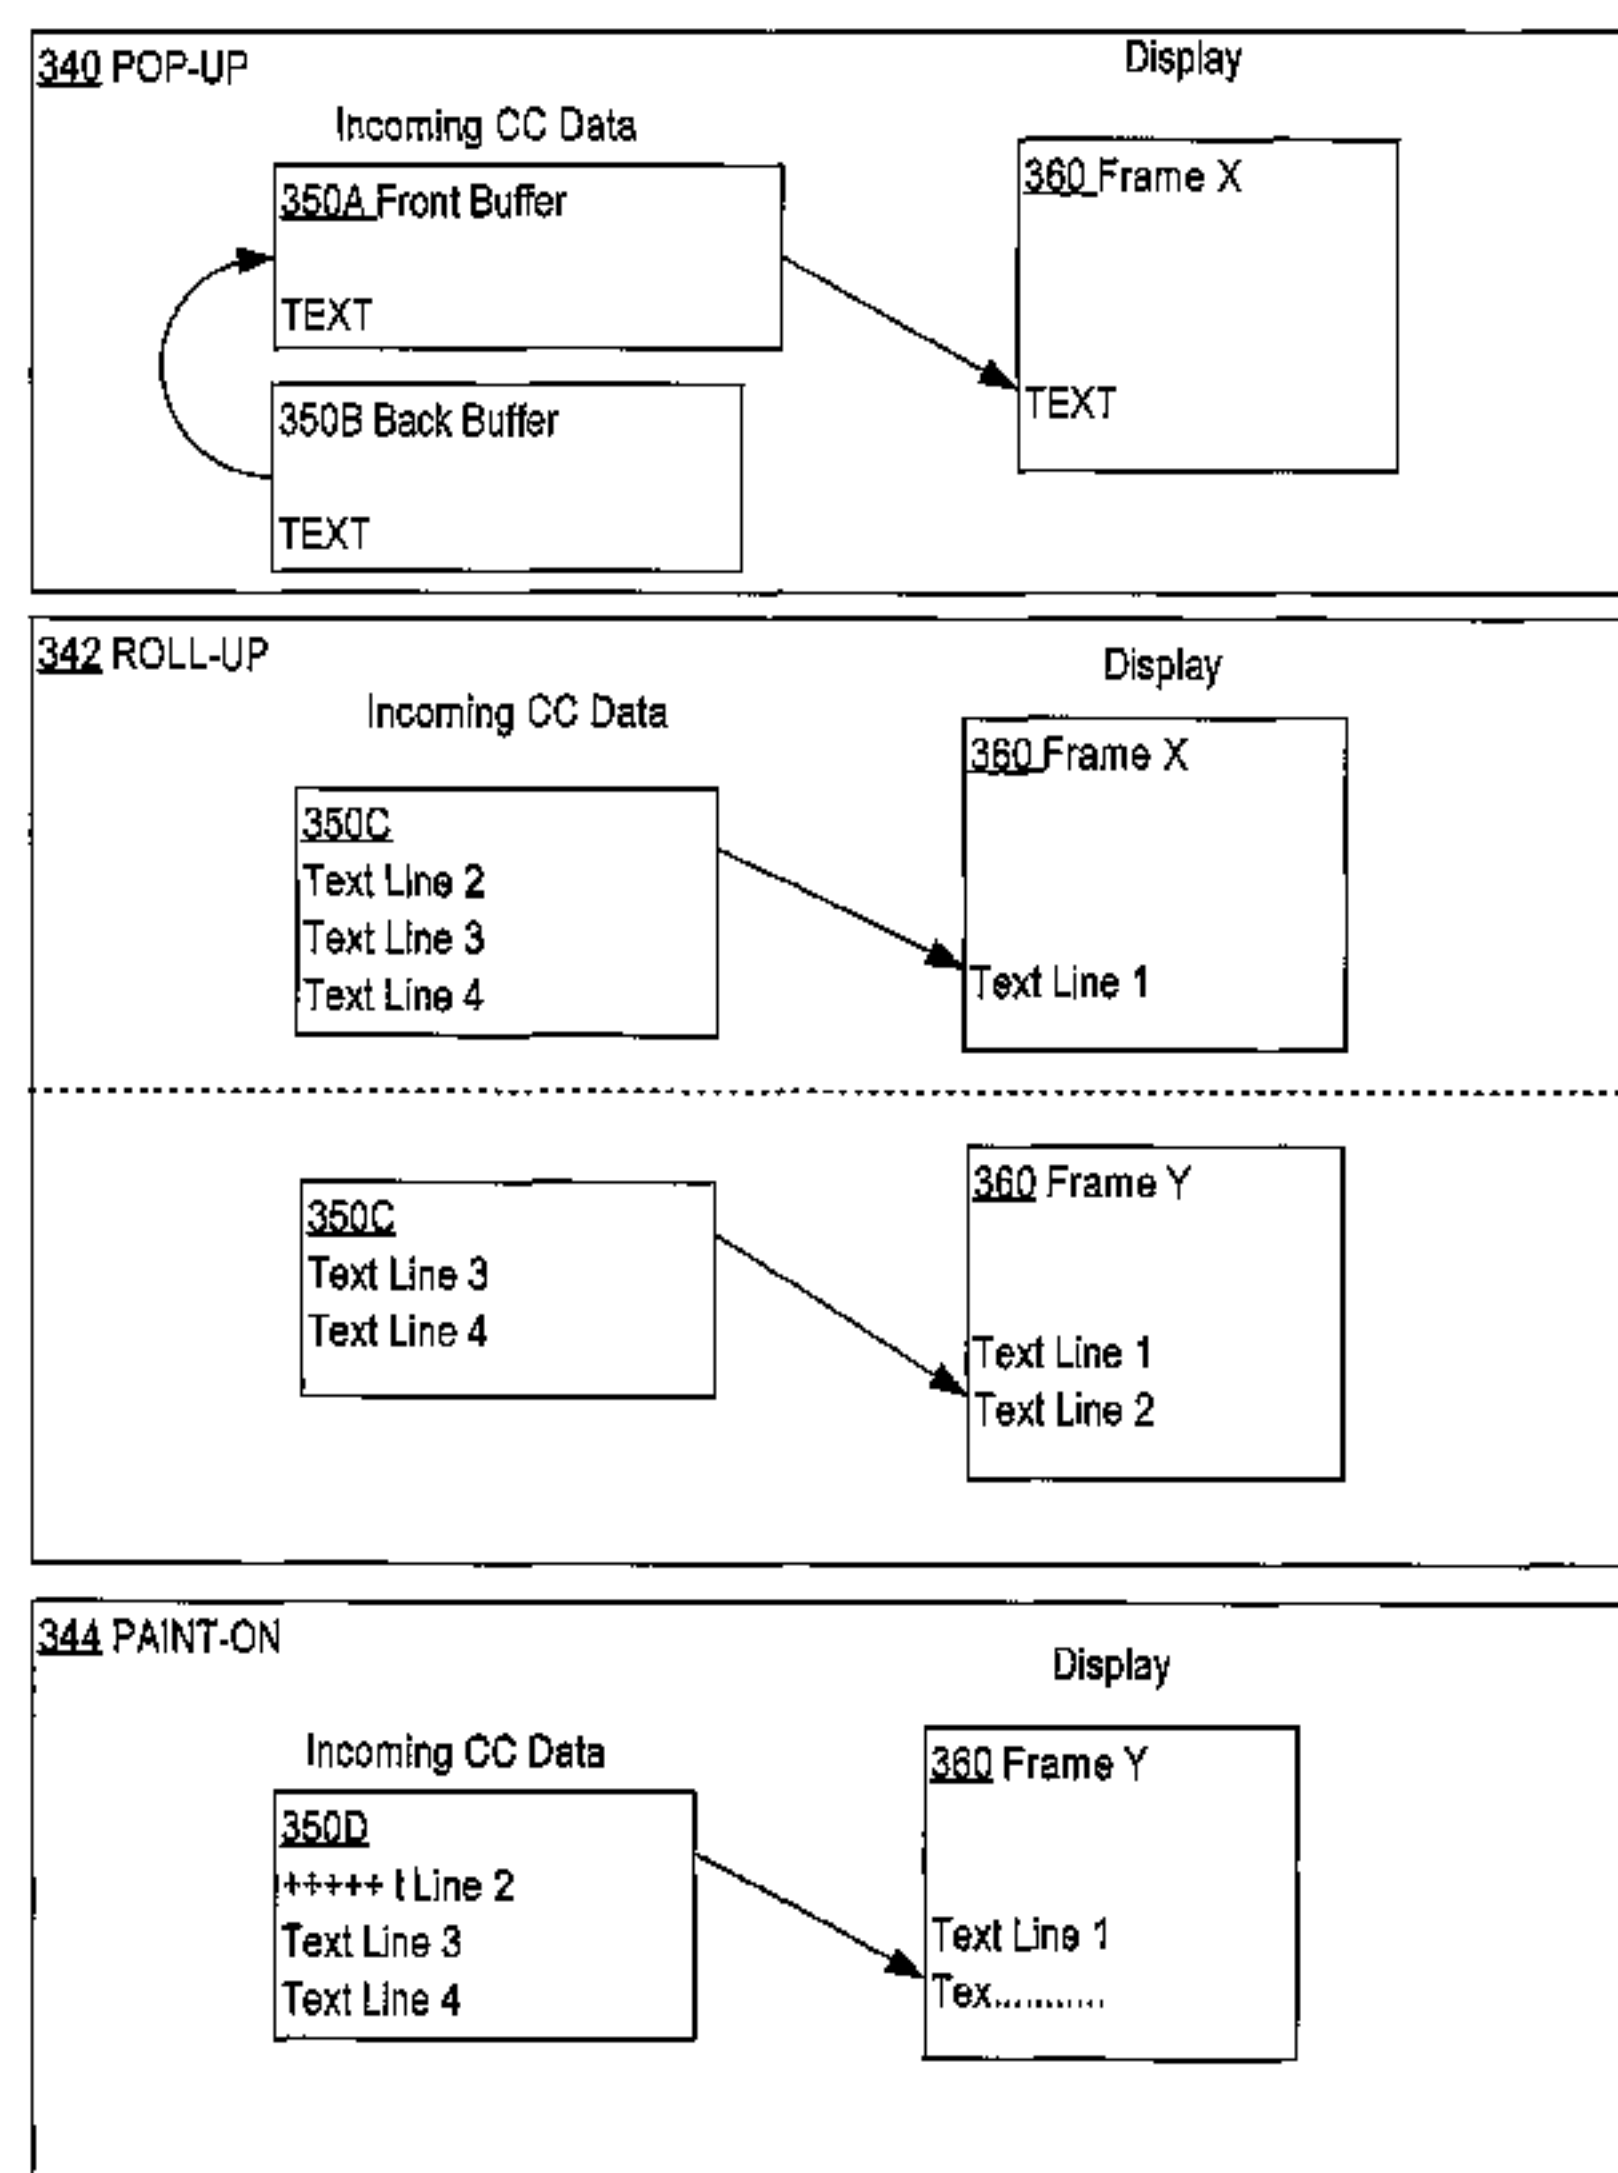 340 POP-UP
Display
Incoming CC Data
350A Front Buffer
TEXT
360 Frame X
TEXT
350B Back Buffer
TEXT
342 ROLL-UP
Display
Incoming CC Data
360 Frame X
350C
Text Line 2
Text Line 3
Text Line 4
Text Line 1
360 Frame Y
350C
Text Line 3
Text Line 4
Text Line 1
Text Line 2
344 PAINT-ON
Display
Incoming CC Data
360 Frame Y
350D
+++++ t Line 2
Text Line 3
Text Line 4
Text Line 1
Tex...........